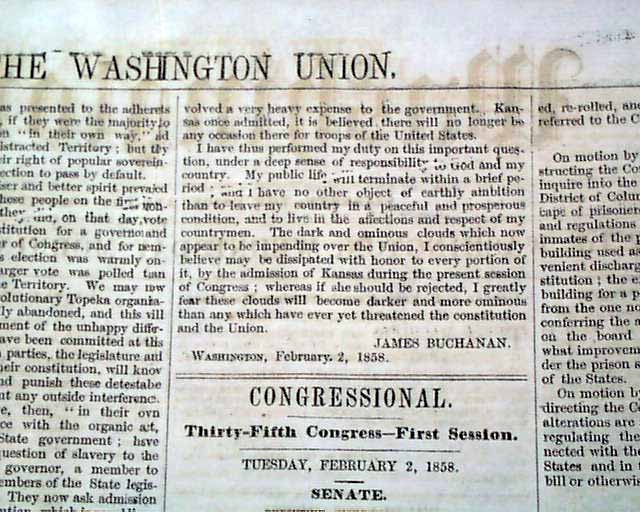 THE WASHINGTON UNION.
as presented to the adherets
, if they were the majority to
on "in their own way,"
stracted Territory; but they
eir right of popular soverein-
ection to pass by default.
ser and better spirit prevaied
hose people on the first
on that day, vote
stitution for a governor and
r of Congress, and for mem-
s election was warmly on-
arger vote was polled than
e Territory. We may now
olutionary Topeka organia-
ly abandoned, and this will
ment of the unhappy differ-
ave been committed at this
parties, the legislature and
heir constitution, will know
nd punish these detestabe
t any outside interference.
e, then, "in their own
ce with the organic act,
State government; have
question of slavery to the
governor, a member to
embers of the State legis-
They now ask admission
volved a very heavy expense to the government. Kan-
sas once admitted, it is believed there will no longer be
any occasion there for troops of the United States.
I have thus performed my duty on this important ques-
tion, under a deep sense of responsibility to God and my
country. My public life will terminate within a brief pe-
riod; and I have no other object of earthly ambition
than to leave my country in a peaceful and prosperous
condition, and to live in the affections and respect of my
countrymen. The dark and ominous clouds which now
appear to be impending over the Union, I conscientiously
believe may be dissipated with honor to every portion of
it, by the admission of Kansas during the present session
of Congress; whereas if she should be rejected, I greatly
fear these clouds will become darker and more ominous
than any which have ever yet threatened the constitution
and the Union.
JAMES BUCHANAN.
WASHINGTON, February. 2, 1858.
CONGRESSIONAL.
Thirty-Fifth Congress—First Session.
TUESDAY, FEBRUARY 2, 1858.
SENATE.
ed, re-rolled, an
referred to the C
On motion by
structing the Co
inquire into the
District of Colu
cape of prisone
and regulations
inmates of the
building used as
venient discharg
stitution; the e
building for a p
from the one no
conferring the a
on the board
what improvem
der the prison s
of the States.
On motion by
directing the Co
alterations are
regulating the
nected with the
States and in
bill or otherwis